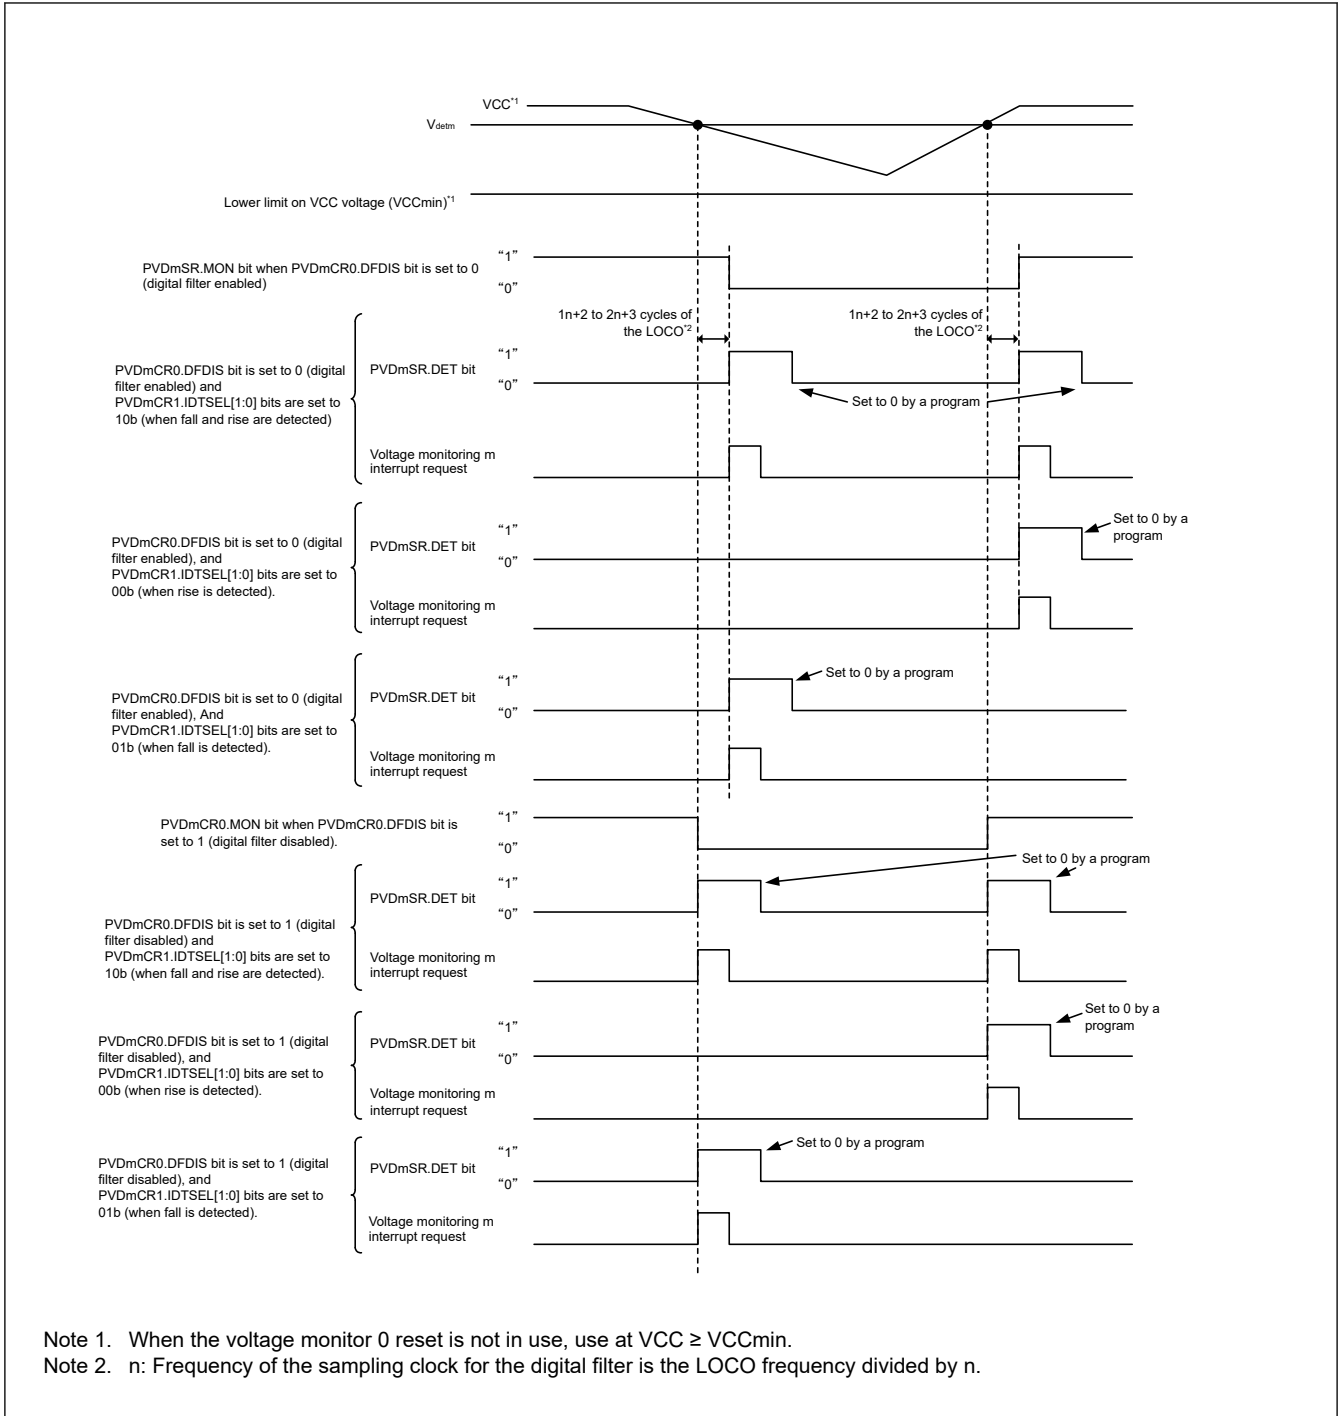 VCC*1
Vdetm
Lower limit on VCC voltage (VCCmin)*1
PVDmSR.MON bit when PVDmCR0.DFDIS bit is set to 0
(digital filter enabled)
“1”
“0”
1n+2 to 2n+3 cycles of
the LOCO*2
1n+2 to 2n+3 cycles of
the LOCO*2
PVDmCR0.DFDIS bit is set to 0 (digital
filter enabled) and
PVDmCR1.IDTSEL[1:0] bits are set to
10b (when fall and rise are detected)
PVDmSR.DET bit
“1”
“0”
Set to 0 by a program
Voltage monitoring m
interrupt request
PVDmCR0.DFDIS bit is set to 0 (digital
filter enabled), and
PVDmCR1.IDTSEL[1:0] bits are set to
00b (when rise is detected).
PVDmSR.DET bit
“1”
“0”
Set to 0 by a
program
Voltage monitoring m
interrupt request
PVDmCR0.DFDIS bit is set to 0 (digital
filter enabled), And
PVDmCR1.IDTSEL[1:0] bits are set to
01b (when fall is detected).
PVDmSR.DET bit
“1”
“0”
Set to 0 by a program
Voltage monitoring m
interrupt request
PVDmCR0.MON bit when PVDmCR0.DFDIS bit is
set to 1 (digital filter disabled).
“1”
“0”
PVDmCR0.DFDIS bit is set to 1 (digital
filter disabled) and
PVDmCR1.IDTSEL[1:0] bits are set to
10b (when fall and rise are detected).
PVDmSR.DET bit
“1”
“0”
Set to 0 by a program
Voltage monitoring m
interrupt request
PVDmCR0.DFDIS bit is set to 1 (digital
filter disabled), and
PVDmCR1.IDTSEL[1:0] bits are set to
00b (when rise is detected).
PVDmSR.DET bit
“1”
“0”
Set to 0 by a
program
Voltage monitoring m
interrupt request
PVDmCR0.DFDIS bit is set to 1 (digital
filter disabled), and
PVDmCR1.IDTSEL[1:0] bits are set to
01b (when fall is detected).
PVDmSR.DET bit
“1”
“0”
Set to 0 by a program
Voltage monitoring m
interrupt request
Note 1. When the voltage monitor 0 reset is not in use, use at VCC ≥ VCCmin.
Note 2. n: Frequency of the sampling clock for the digital filter is the LOCO frequency divided by n.